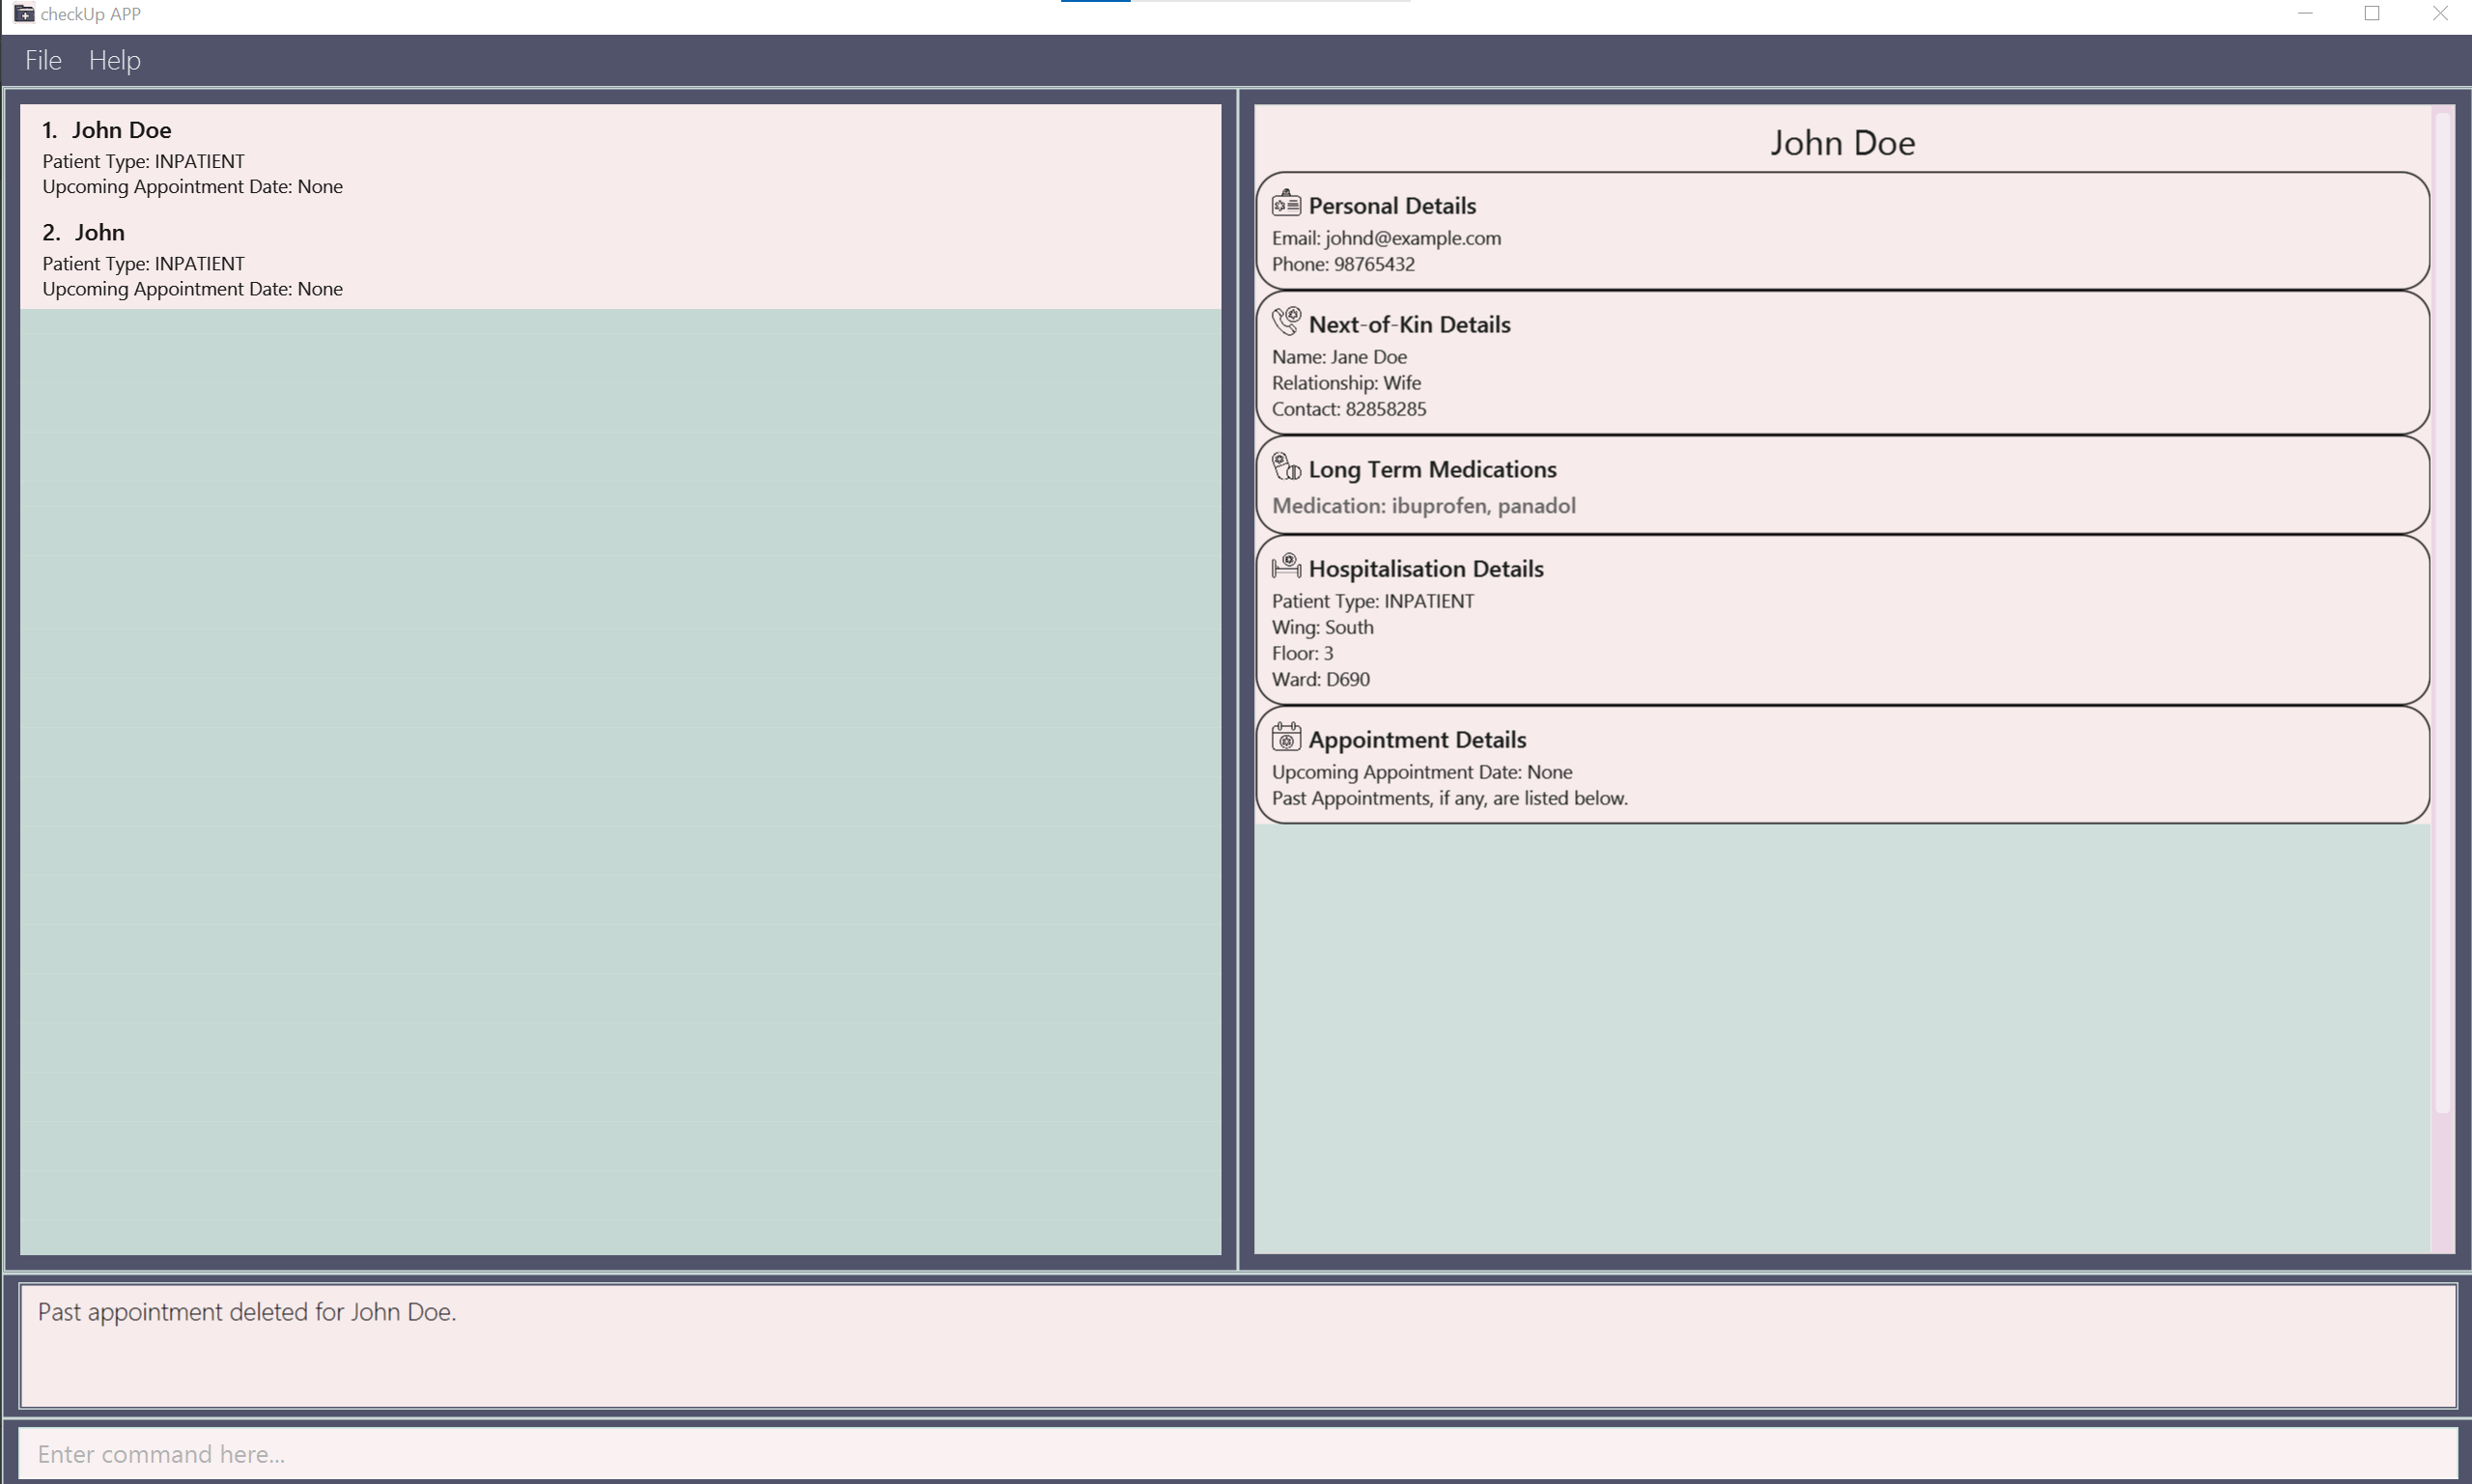 checkUp APP
File Help
1. John Doe
Patient Type: INPATIENT
Upcoming Appointment Date: None
2. John
Patient Type: INPATIENT
Upcoming Appointment Date: None
John Doe
Personal Details
Email: johnd@example.com
Phone: 98765432
Next-of-Kin Details
Name: Jane Doe
Relationship: Wife
Contact: 82858285
Long Term Medications
Medication: ibuprofen, panadol
Hospitalisation Details
Patient Type: INPATIENT
Wing: South
Floor: 3
Ward: D690
Appointment Details
Upcoming Appointment Date: None
Past Appointments, if any, are listed below.
Past appointment deleted for John Doe.
Enter command here...